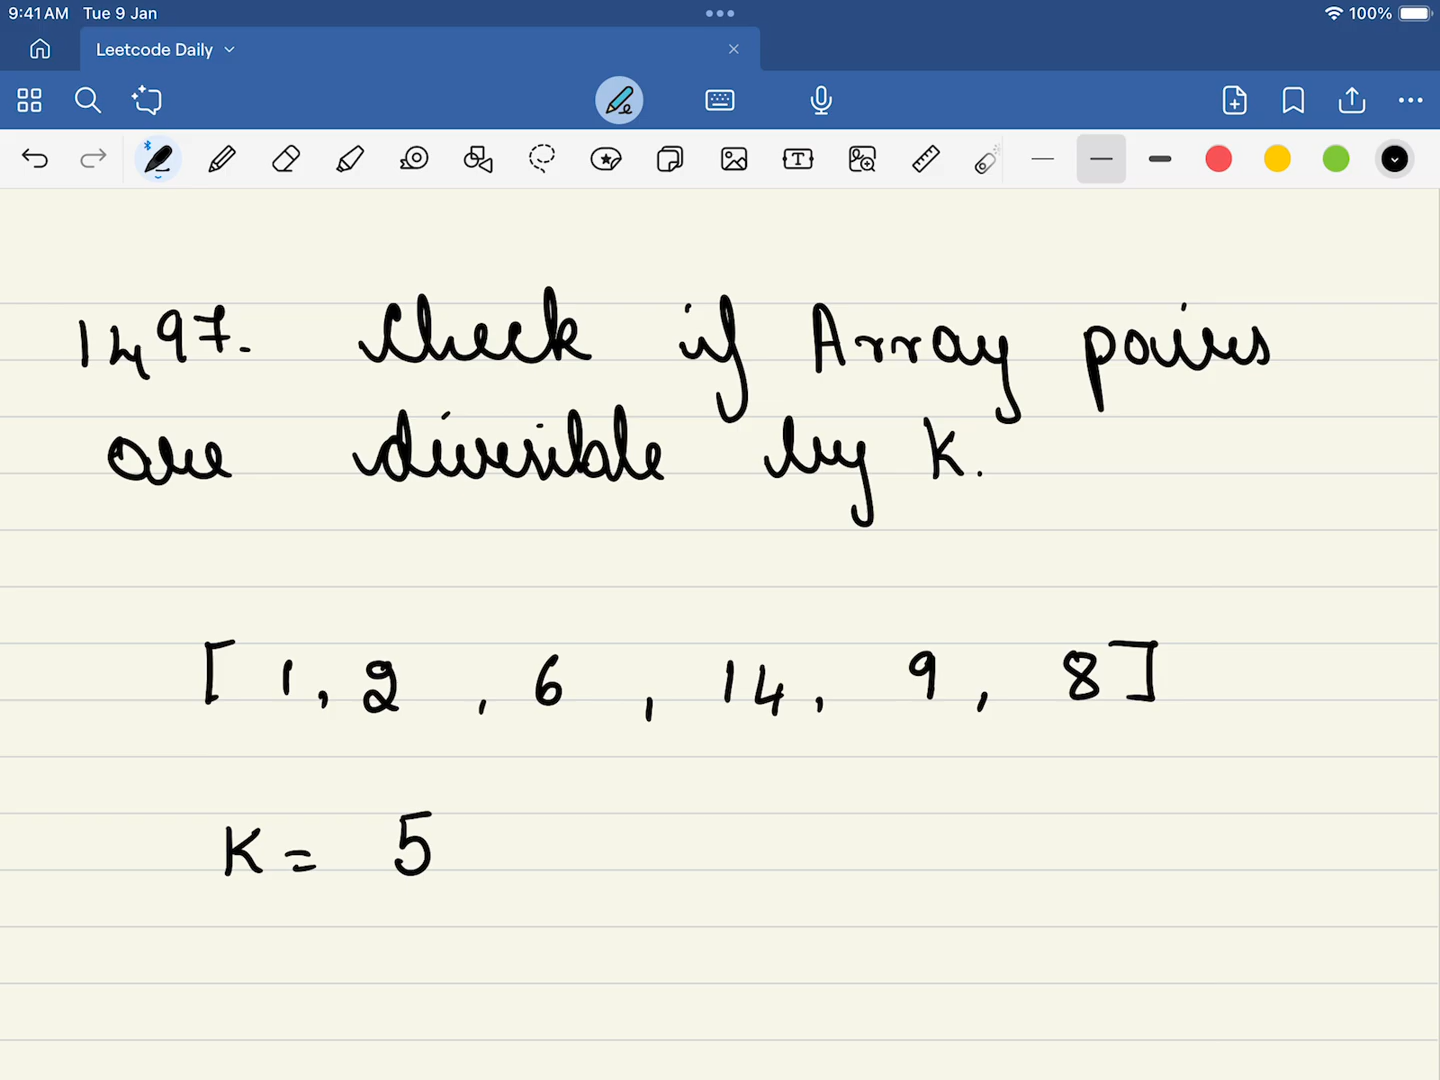 9:41 AM Tue 9 Jan 100%
Leetcode Daily
1497. Check if Array pairs
are divisible by K.
[ 1, 2 , 6 , 14, 9 , 8 ]
K = 5